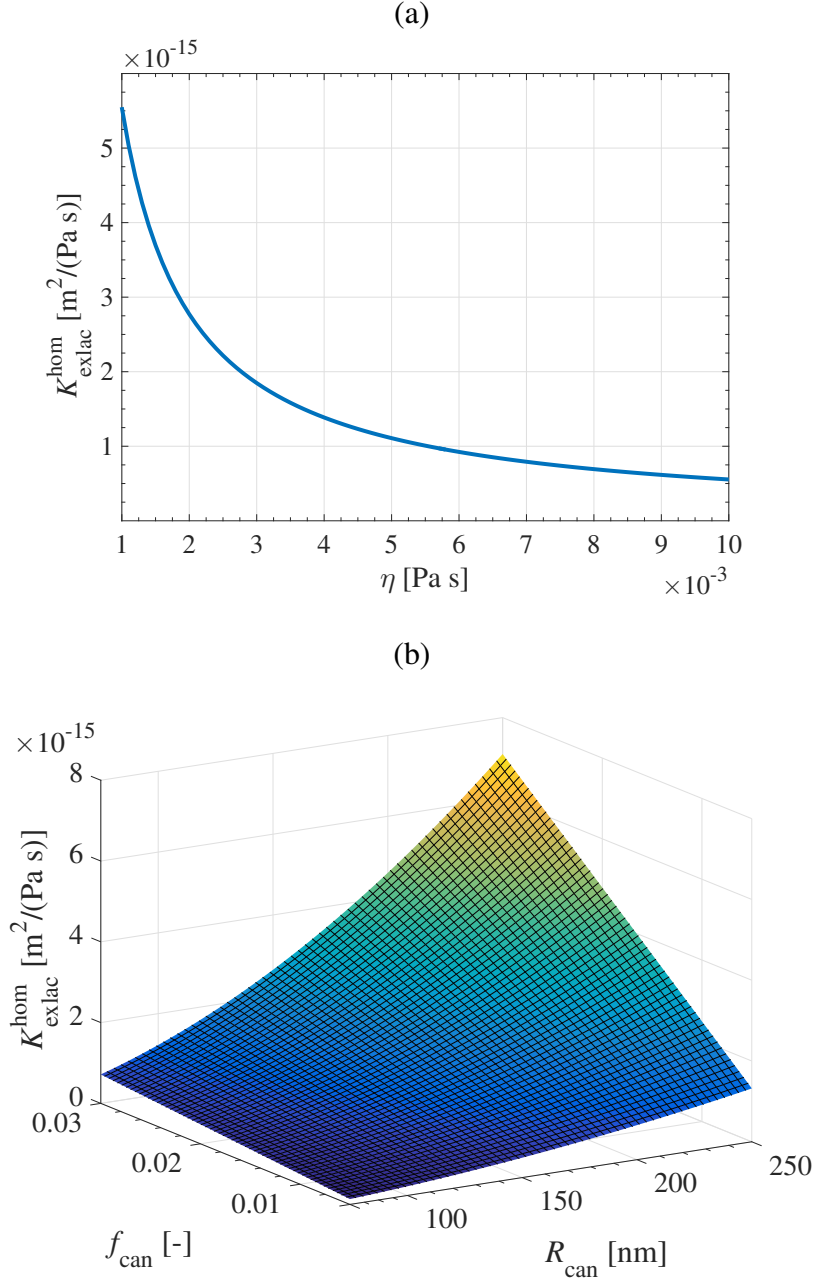 (a)
×10⁻¹⁵
5
4
3
2
1
K^hom_exlac [m²/(Pa s)]
1 2 3 4 5 6 7 8 9 10
η [Pa s]
×10⁻³
(b)
×10⁻¹⁵
8
6
4
2
0
K^hom_exlac [m²/(Pa s)]
0.03
0.02
0.01
f_can [-]
100
150
200
250
R_can [nm]